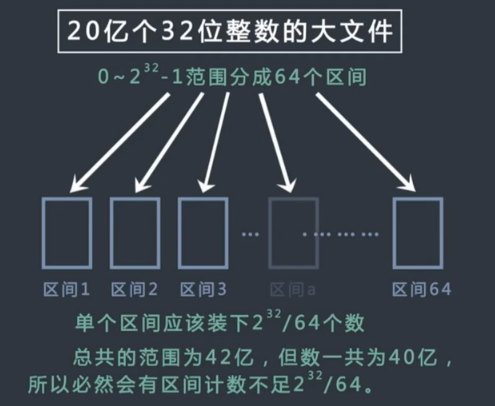 20亿个32位整数的大文件
0~2³²-1范围分成64个区间
... ... ... ...
区间1 区间2 区间3 区间a 区间64
单个区间应该装下2³²/64个数
总共的范围为42亿，但数一共为40亿，
所以必然会有区间计数不足2³²/64。